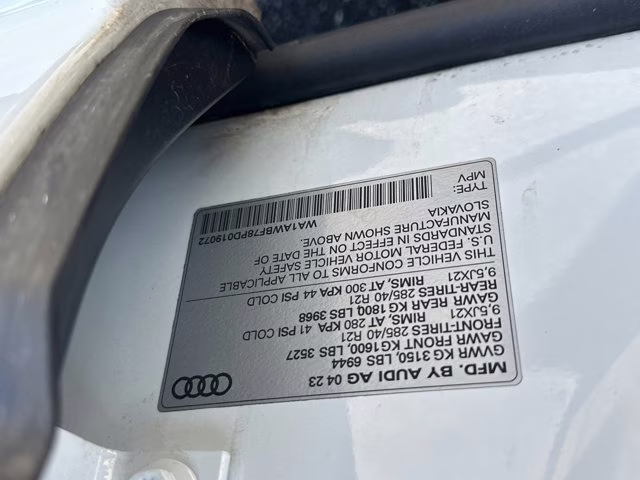 MFD. BY AUDI AG 04 23
GVWR KG 3150, LBS 6944
GAWR FRONT KG 1600, LBS 3527
FRONT-TIRES 285/40 R21
RIMS, AT 280 KPA 41 PSI COLD
9,5JX21
GAWR REAR KG 1800, LBS 3968
REAR-TIRES 285/40 R21
RIMS, AT 300 KPA 44 PSI COLD
9,5JX21
THIS VEHICLE CONFORMS TO ALL APPLICABLE
U.S. FEDERAL MOTOR VEHICLE SAFETY
STANDARDS IN EFFECT ON THE DATE OF
MANUFACTURE SHOWN ABOVE.
SLOVAKIA
WA1AWBF78PD019072
TYPE:
MPV